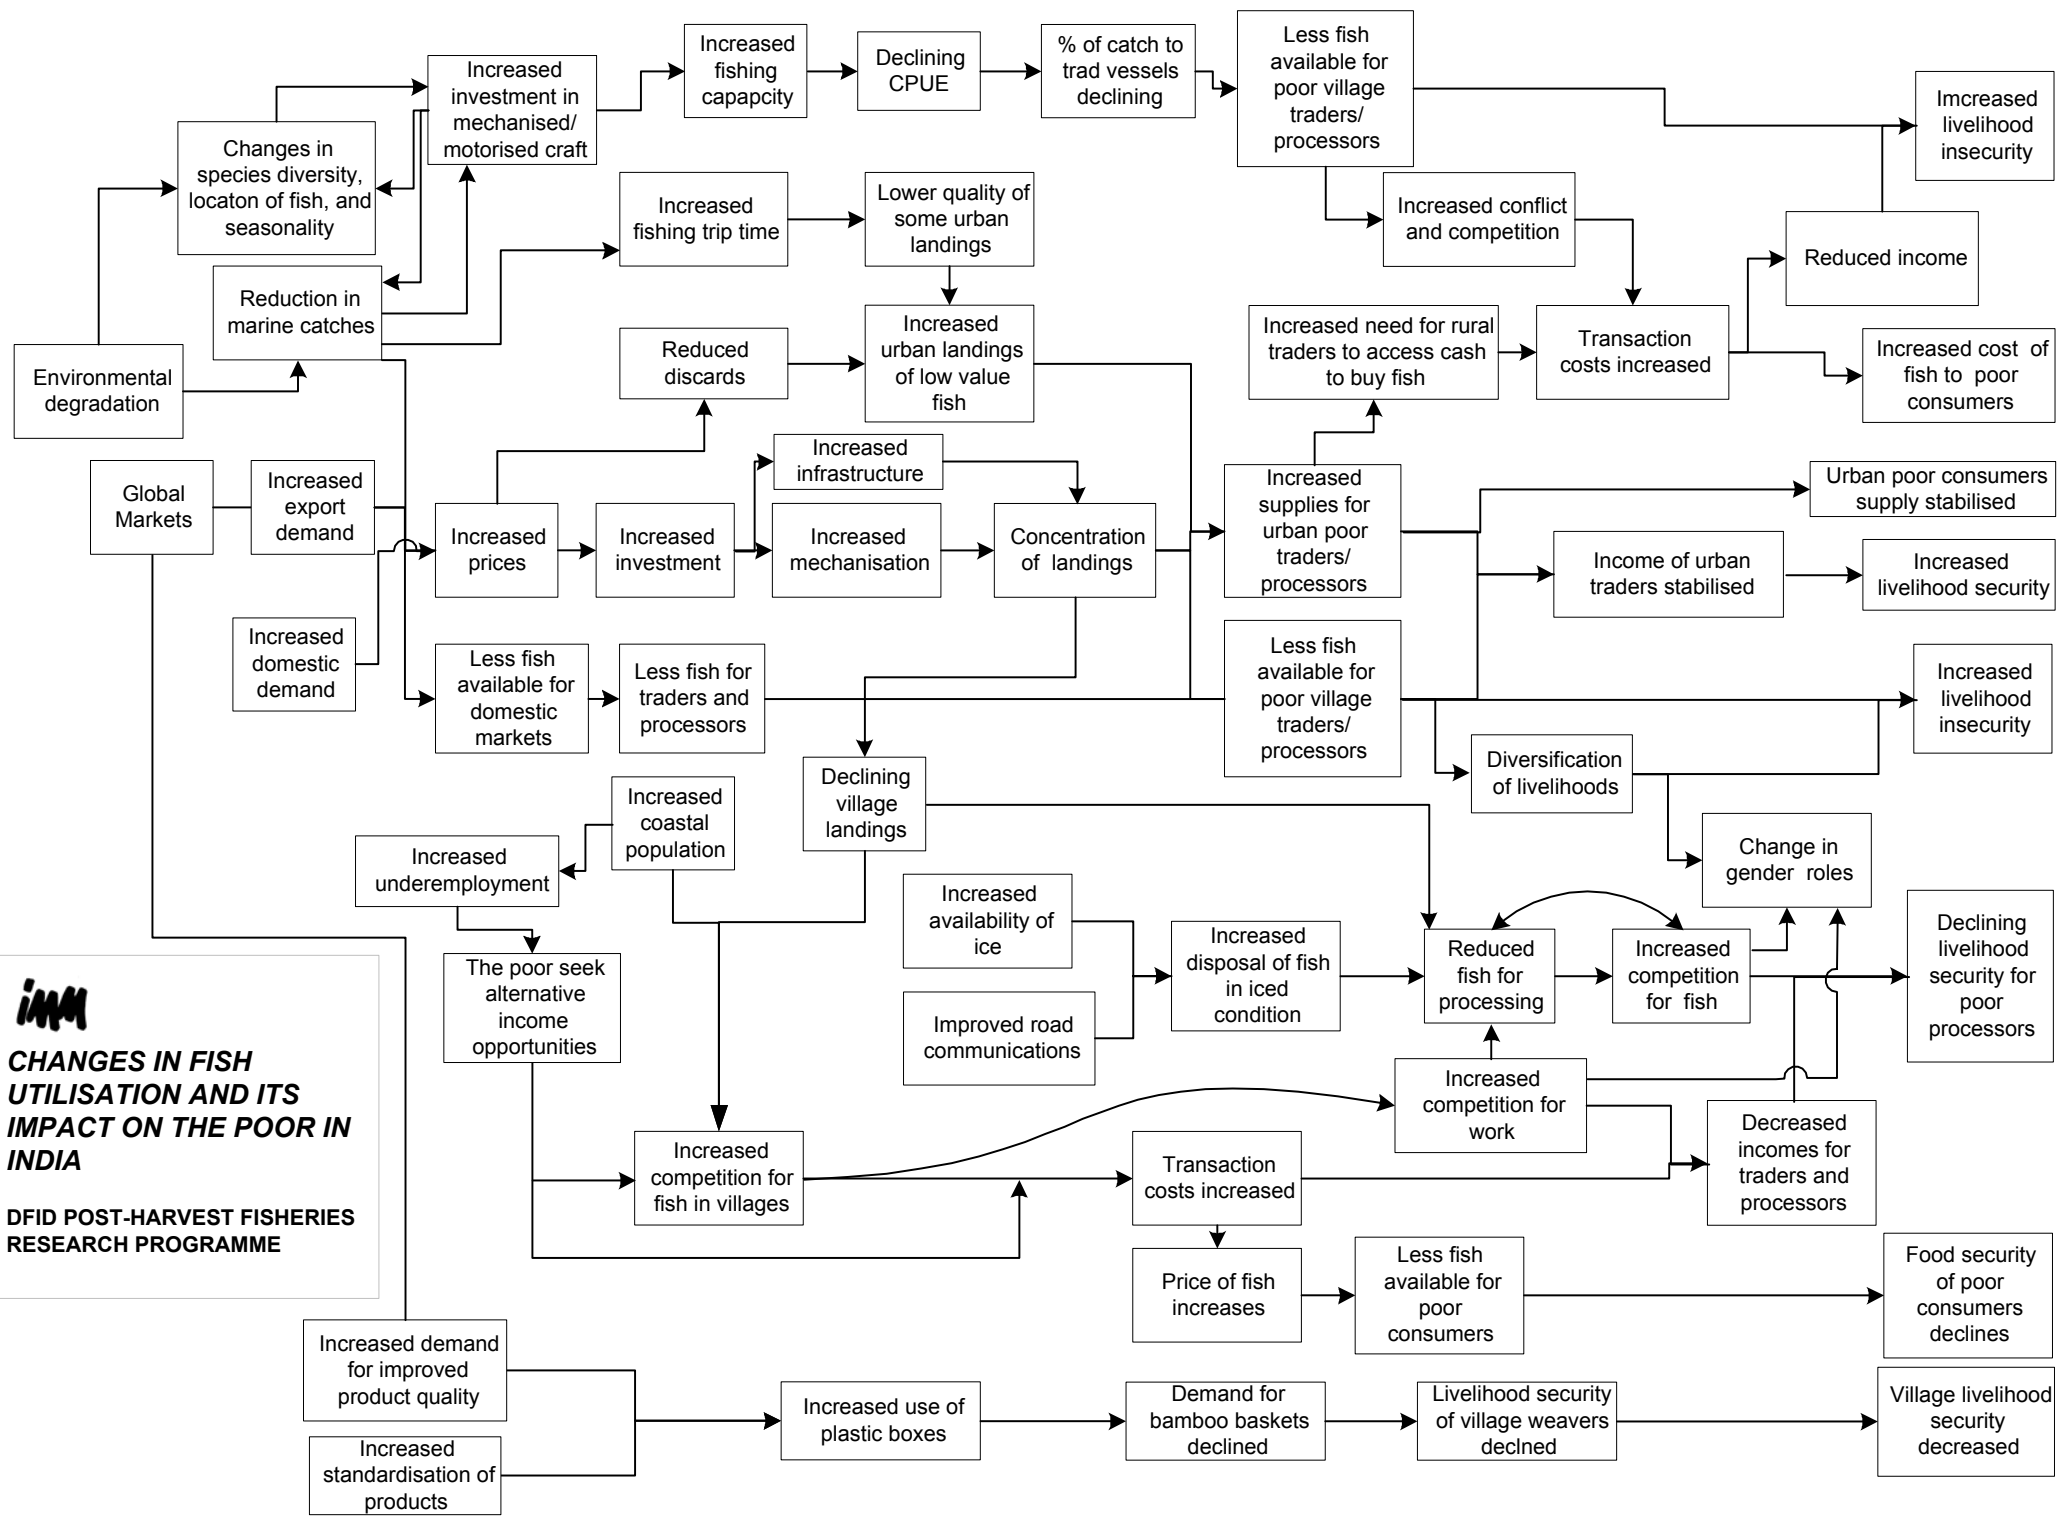 Increased
fishing
capapcity
Declining
CPUE
% of catch to
trad vessels
declining
Less fish
available for
poor village
traders/
processors
Imcreased
livelihood
insecurity
Increased
investment in
mechanised/
motorised craft
Changes in
species diversity,
locaton of fish, and
seasonality
Increased
fishing trip time
Lower quality of
some urban
landings
Increased conflict
and competition
Reduced income
Reduction in
marine catches
Environmental
degradation
Reduced
discards
Increased
urban landings
of low value
fish
Increased need for rural
traders to access cash
to buy fish
Transaction
costs increased
Increased cost of
fish to poor
consumers
Global
Markets
Increased
export
demand
Increased
prices
Increased
investment
Increased
infrastructure
Increased
mechanisation
Concentration
of landings
Increased
supplies for
urban poor
traders/
processors
Urban poor consumers
supply stabilised
Income of urban
traders stabilised
Increased
livelihood security
Increased
domestic
demand
Less fish
available for
domestic
markets
Less fish for
traders and
processors
Less fish
available for
poor village
traders/
processors
Increased
livelihood
insecurity
Diversification
of livelihoods
Declining
village
landings
Increased
coastal
population
Increased
underemployment
Change in
gender roles
Increased
availability of
ice
Increased
disposal of fish
in iced
condition
Improved road
communications
Reduced
fish for
processing
Increased
competition
for fish
Declining
livelihood
security for
poor
processors
The poor seek
alternative
income
opportunities
Increased
competition for
work
Decreased
incomes for
traders and
processors
Increased
competition for
fish in villages
Transaction
costs increased
Price of fish
increases
Less fish
available for
poor
consumers
Food security
of poor
consumers
declines
imm
CHANGES IN FISH
UTILISATION AND ITS
IMPACT ON THE POOR IN
INDIA
DFID POST-HARVEST FISHERIES
RESEARCH PROGRAMME
Increased demand
for improved
product quality
Increased
standardisation of
products
Increased use of
plastic boxes
Demand for
bamboo baskets
declined
Livelihood security
of village weavers
declned
Village livelihood
security
decreased